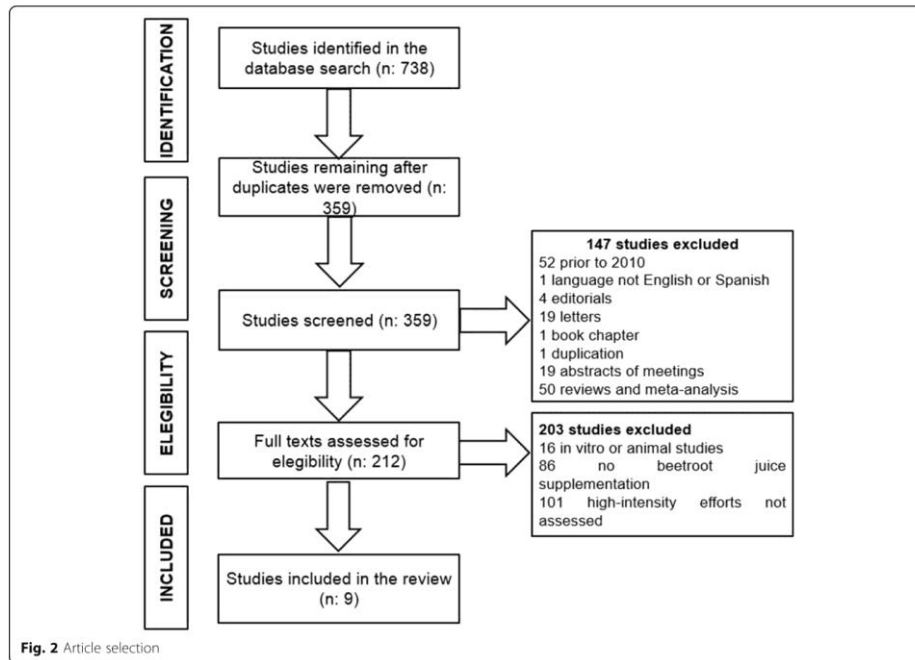 IDENTIFICATION
Studies identified in the
database search (n: 738)
Studies remaining after
duplicates were removed (n:
359)
SCREENING
Studies screened (n: 359)
147 studies excluded
52 prior to 2010
1 language not English or Spanish
4 editorials
19 letters
1 book chapter
1 duplication
19 abstracts of meetings
50 reviews and meta-analysis
ELEGIBILITY
Full texts assessed for
elegibility (n: 212)
203 studies excluded
16 in vitro or animal studies
86 no beetroot juice
supplementation
101 high-intensity efforts not
assessed
INCLUDED
Studies included in the review
(n: 9)
Fig. 2 Article selection